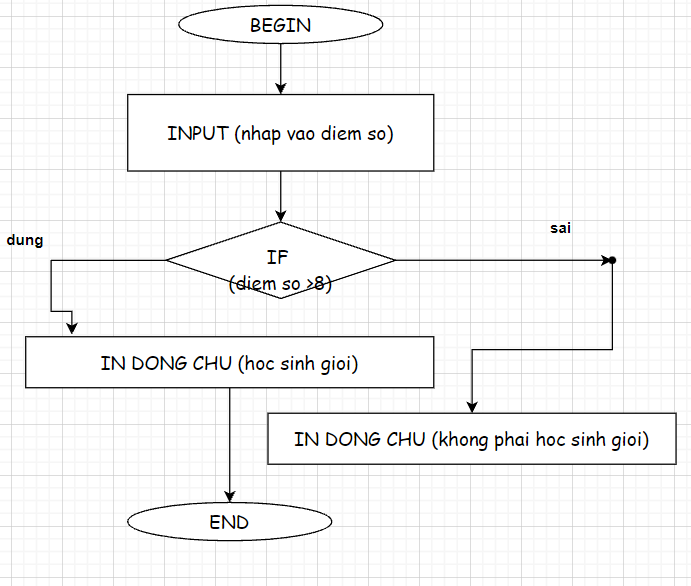 BEGIN
INPUT (nhap vao diem so)
sai
dung
IF
(diem so >8)
IN DONG CHU (hoc sinh gioi)
IN DONG CHU (khong phai hoc sinh gioi)
END